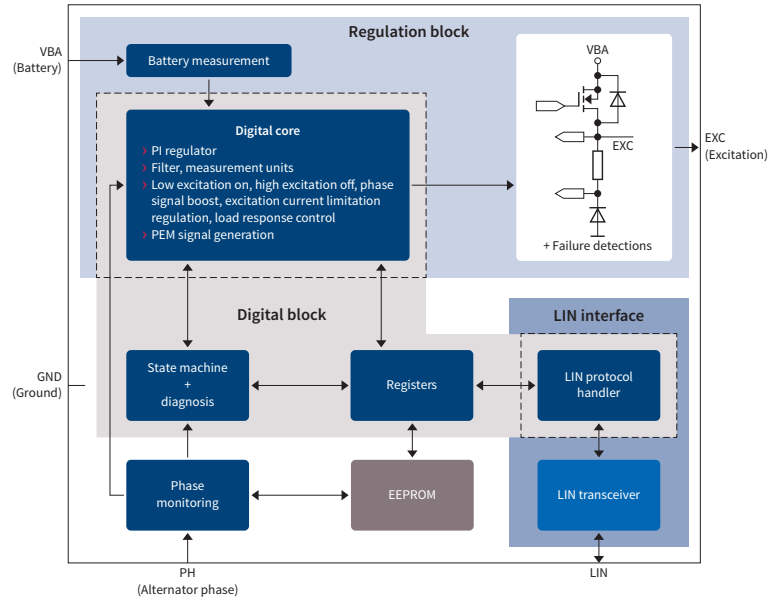 Regulation block
VBA
(Battery)
Battery measurement
VBA
Digital core
› PI regulator
› Filter, measurement units
› Low excitation on, high excitation off, phase
signal boost, excitation current limitation
regulation, load response control
› PEM signal generation
EXC
EXC
(Excitation)
+ Failure detections
Digital block
LIN interface
GND
(Ground)
State machine
+
diagnosis
Registers
LIN protocol
handler
Phase
monitoring
EEPROM
LIN transceiver
PH
(Alternator phase)
LIN